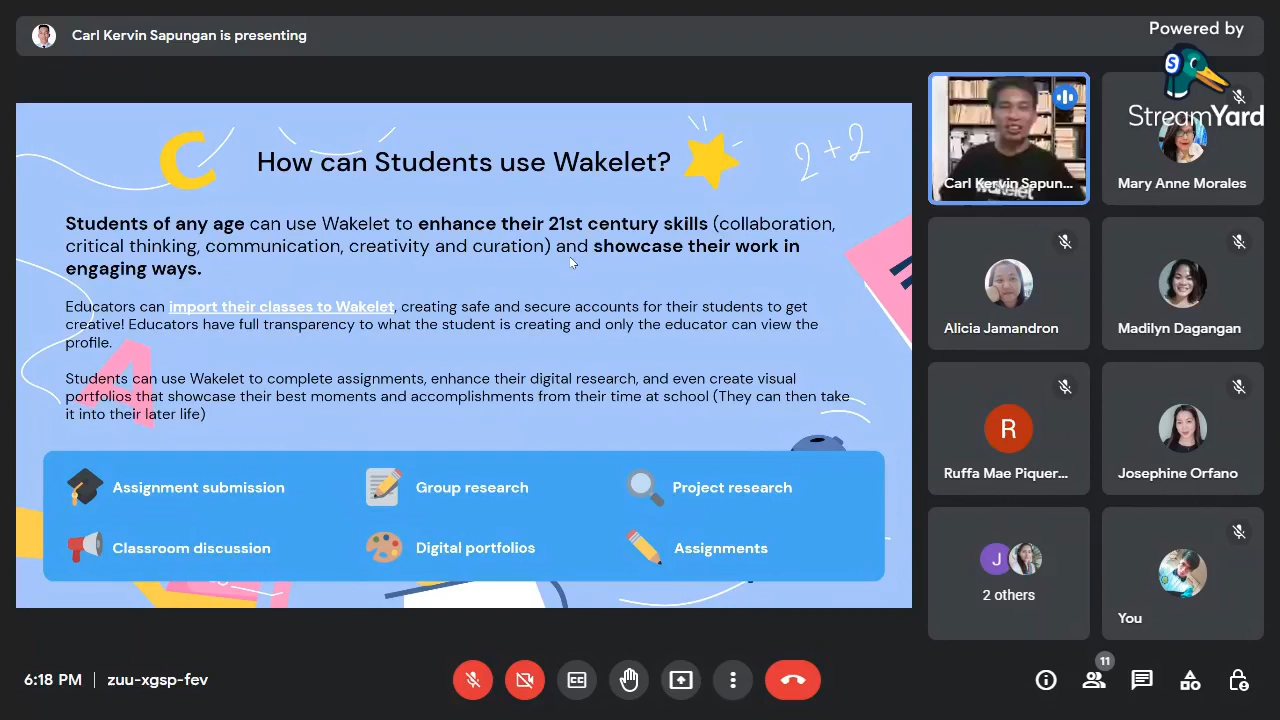 Carl Kervin Sapungan is presenting
Powered by
StreamYard
How can Students use Wakelet?
2+2
Students of any age can use Wakelet to enhance their 21st century skills (collaboration,
critical thinking, communication, creativity and curation) and showcase their work in
engaging ways.
Educators can import their classes to Wakelet, creating safe and secure accounts for their students to get
creative! Educators have full transparency to what the student is creating and only the educator can view the
profile.
Students can use Wakelet to complete assignments, enhance their digital research, and even create visual
portfolios that showcase their best moments and accomplishments from their time at school (They can then take
it into their later life)
Assignment submission
Group research
Project research
Classroom discussion
Digital portfolios
Assignments
C
A
S
wakelet
Carl Kervin Sapun...
Mary Anne Morales
Alicia Jamandron
Madilyn Dagangan
R
Ruffa Mae Piquer...
Josephine Orfano
J
2 others
You
6:18 PM
zuu-xgsp-fev
CC
11